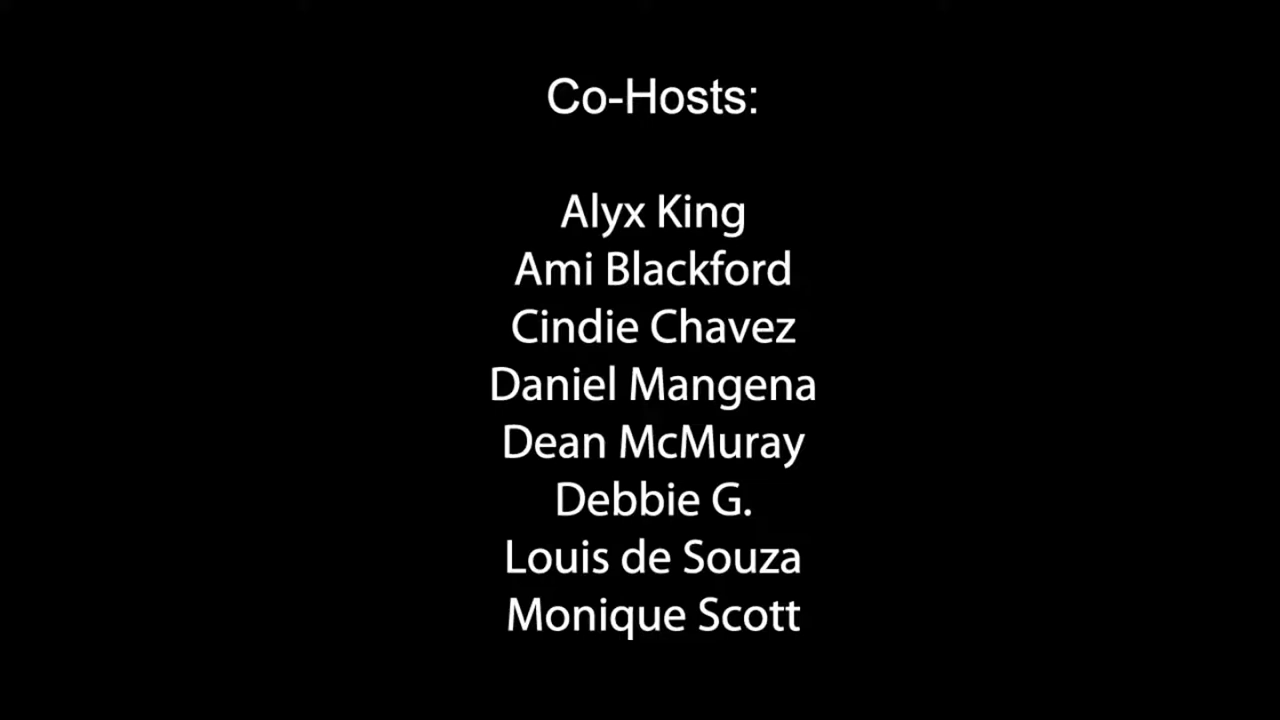 Co-Hosts:
Alyx King
Ami Blackford
Cindie Chavez
Daniel Mangena
Dean McMuray
Debbie G.
Louis de Souza
Monique Scott